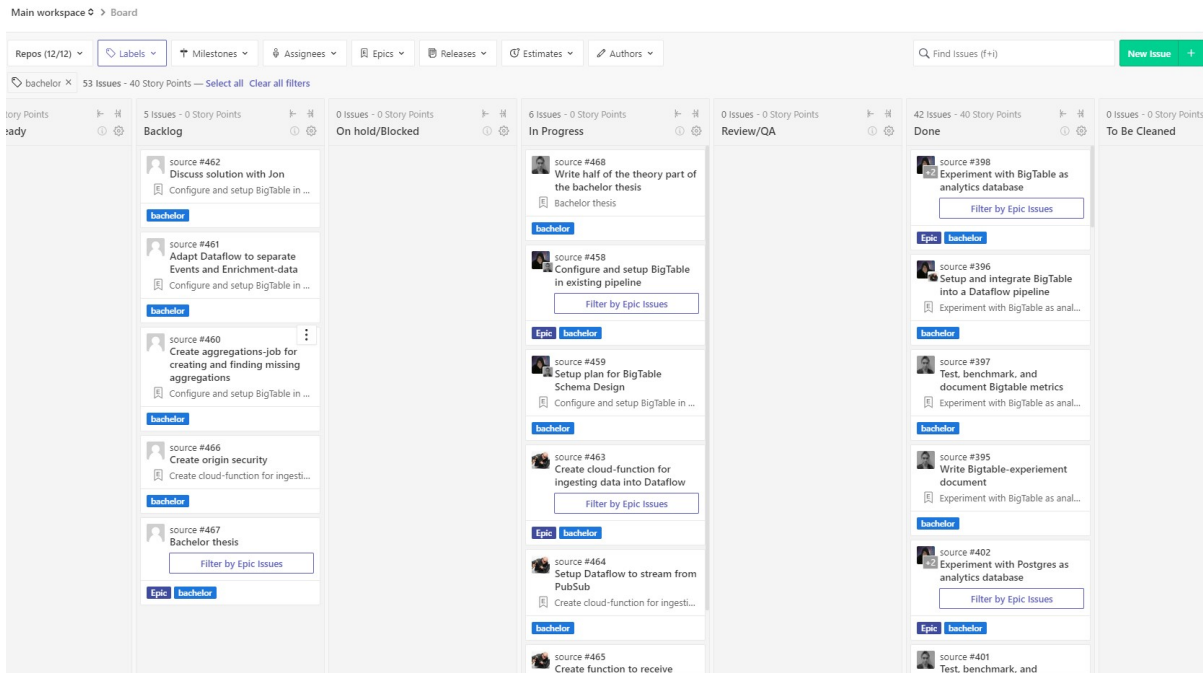 Main workspace > Board
Repos (12/12) Labels Milestones Assignees Epics Releases Estimates Authors Find Issues (f+i) New Issue +
bachelor × 53 Issues - 40 Story Points — Select all Clear all filters
tory Points
eady
5 Issues - 0 Story Points
Backlog
source #462
Discuss solution with Jon
Configure and setup BigTable in ...
bachelor
source #461
Adapt Dataflow to separate
Events and Enrichment-data
Configure and setup BigTable in ...
bachelor
source #460
Create aggregations-job for
creating and finding missing
aggregations
Configure and setup BigTable in ...
bachelor
source #466
Create origin security
Create cloud-function for ingesti...
bachelor
source #467
Bachelor thesis
Filter by Epic Issues
Epic bachelor
0 Issues - 0 Story Points
On hold/Blocked
6 Issues - 0 Story Points
In Progress
source #468
Write half of the theory part of
the bachelor thesis
Bachelor thesis
bachelor
source #458
Configure and setup BigTable
in existing pipeline
Filter by Epic Issues
Epic bachelor
source #459
Setup plan for BigTable
Schema Design
Configure and setup BigTable in ...
bachelor
source #463
Create cloud-function for
ingesting data into Dataflow
Filter by Epic Issues
Epic bachelor
source #464
Setup Dataflow to stream from
PubSub
Create cloud-function for ingesti...
bachelor
source #465
Create function to receive
0 Issues - 0 Story Points
Review/QA
42 Issues - 40 Story Points
Done
source #398
+2
Experiment with BigTable as
analytics database
Filter by Epic Issues
Epic bachelor
source #396
Setup and integrate BigTable
into a Dataflow pipeline
Experiment with BigTable as anal...
bachelor
source #397
Test, benchmark, and
document Bigtable metrics
Experiment with BigTable as anal...
bachelor
source #395
Write Bigtable-experiement
document
Experiment with BigTable as anal...
bachelor
source #402
+2
Experiment with Postgres as
analytics database
Filter by Epic Issues
Epic bachelor
source #401
Test, benchmark, and
0 Issues - 0 Story Points
To Be Cleaned